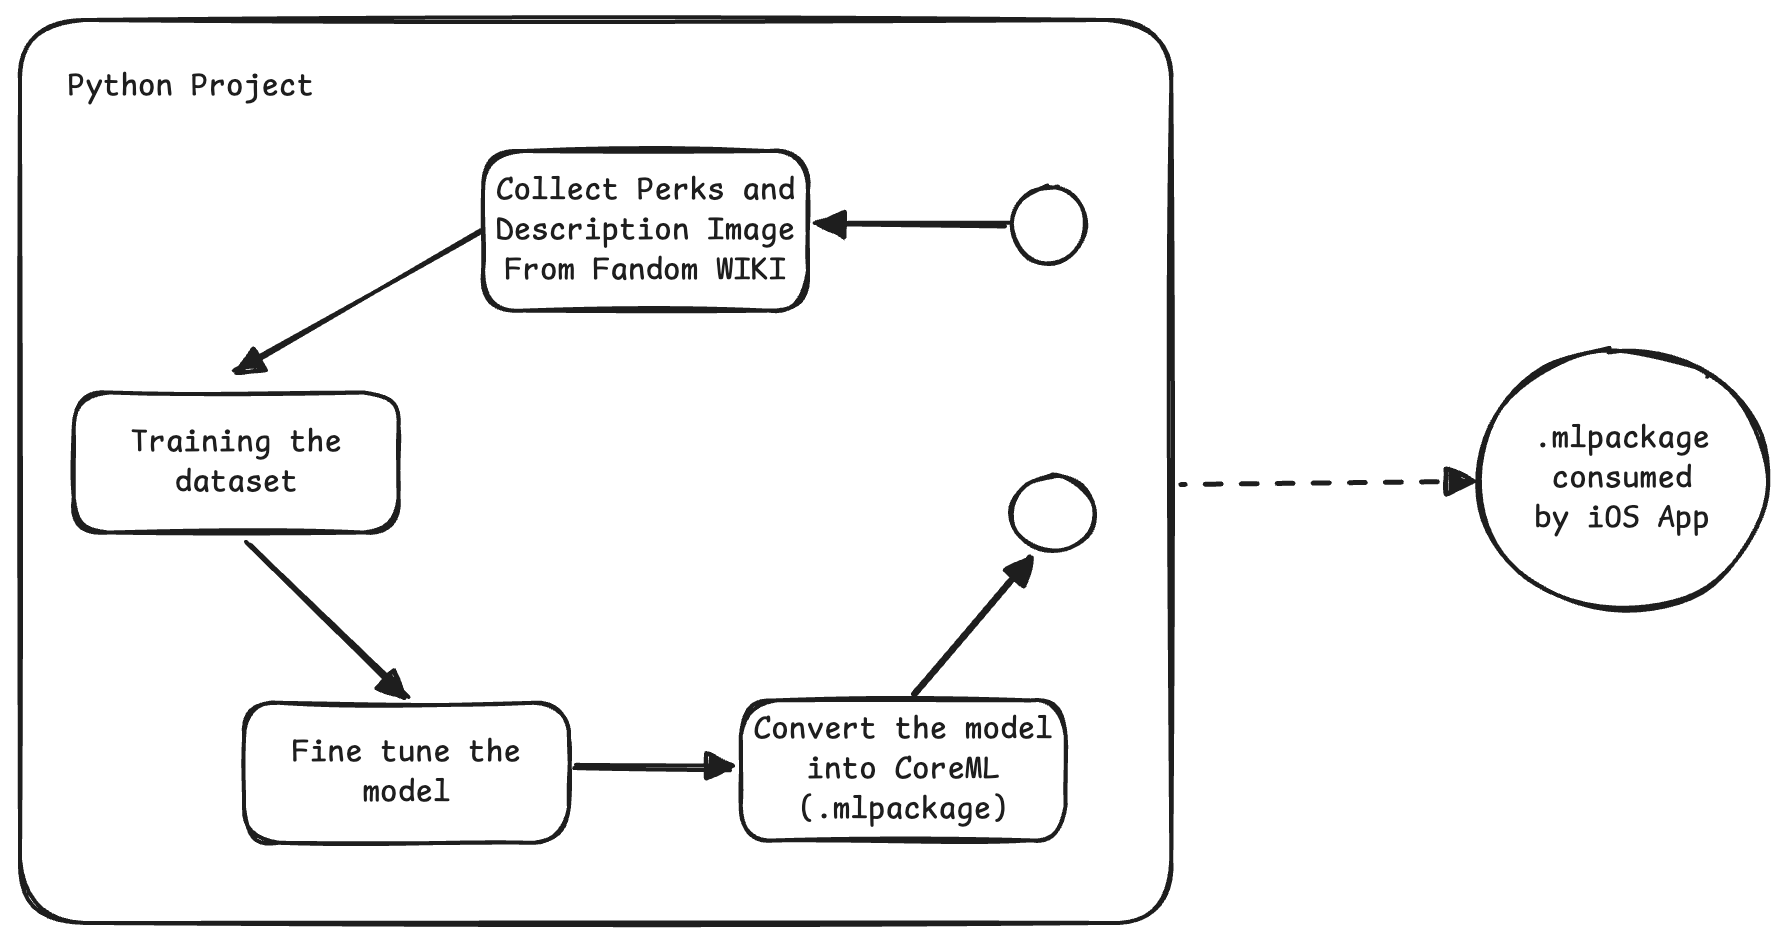 Python Project
Collect Perks and
Description Image
From Fandom WIKI
Training the
dataset
Fine tune the
model
Convert the model
into CoreML
(.mlpackage)
.mlpackage
consumed
by iOS App